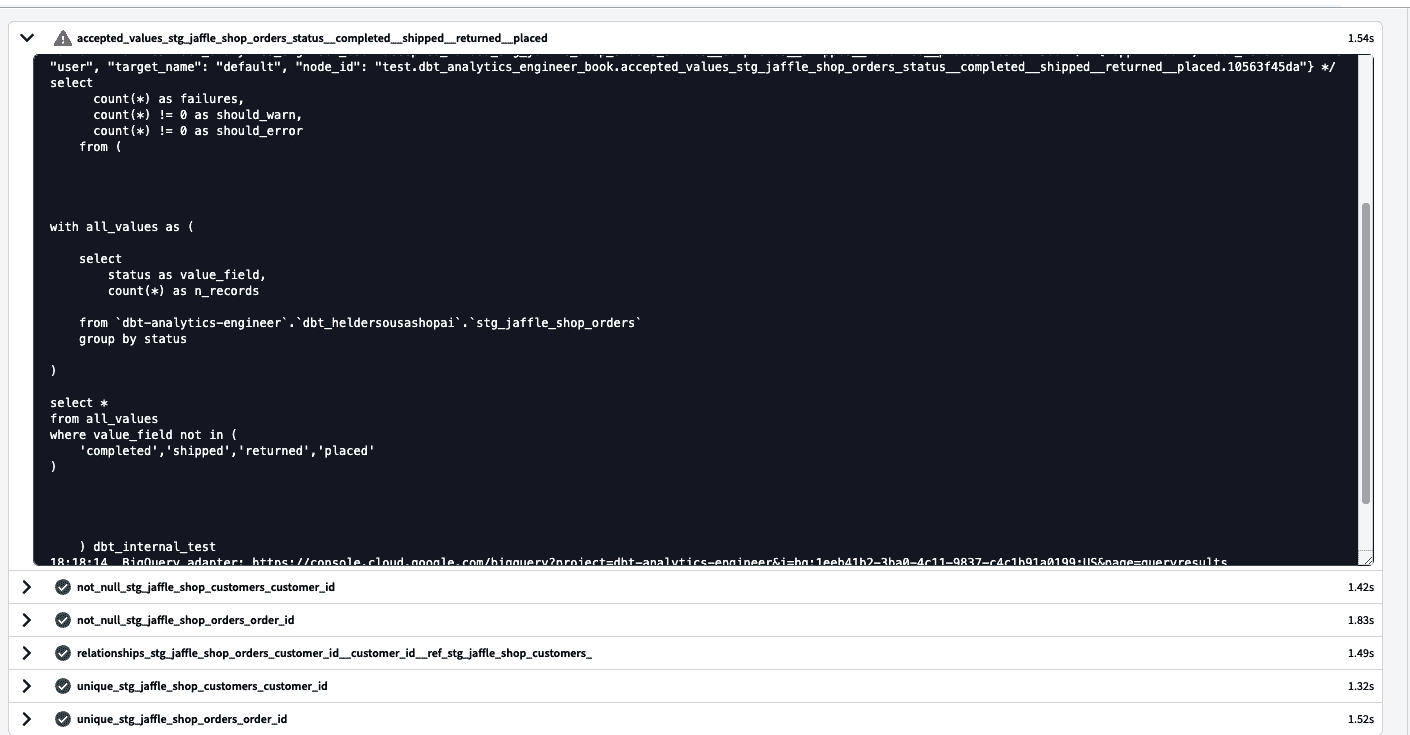 accepted_values_stg_jaffle_shop_orders_status__completed__shipped__returned__placed 1.54s
"user", "target_name": "default", "node_id": "test.dbt_analytics_engineer_book.accepted_values_stg_jaffle_shop_orders_status__completed__shipped__returned__placed.10563f45da"} */
select
count(*) as failures,
count(*) != 0 as should_warn,
count(*) != 0 as should_error
from (
with all_values as (
select
status as value_field,
count(*) as n_records
from `dbt-analytics-engineer`.`dbt_heldersousashopai`.`stg_jaffle_shop_orders`
group by status
)
select *
from all_values
where value_field not in (
'completed','shipped','returned','placed'
)
) dbt_internal_test
18:18:14 BigQuery adapter: https://console.cloud.google.com/bigquery?project=dbt-analytics-engineer&j=bq:1eeb41b2-3ba0-4c11-9837-c4c1b91a0199:US&page=queryresults
not_null_stg_jaffle_shop_customers_customer_id 1.42s
not_null_stg_jaffle_shop_orders_order_id 1.83s
relationships_stg_jaffle_shop_orders_customer_id__customer_id__ref_stg_jaffle_shop_customers_ 1.49s
unique_stg_jaffle_shop_customers_customer_id 1.32s
unique_stg_jaffle_shop_orders_order_id 1.52s